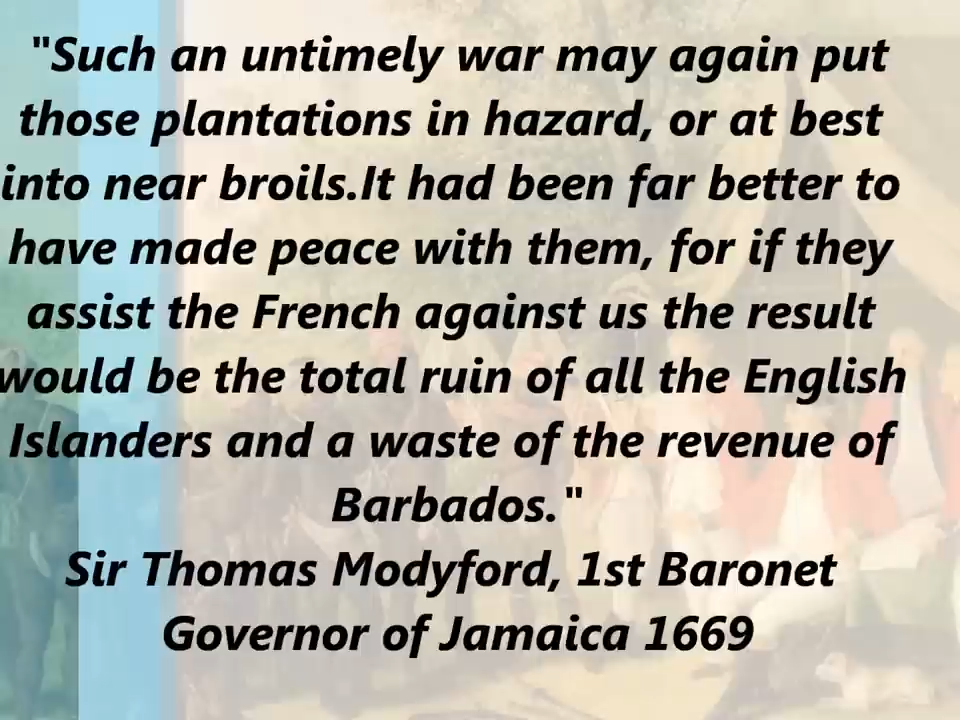 "Such an untimely war may again put
those plantations in hazard, or at best
into near broils.It had been far better to
have made peace with them, for if they
assist the French against us the result
would be the total ruin of all the English
Islanders and a waste of the revenue of
Barbados."
Sir Thomas Modyford, 1st Baronet
Governor of Jamaica 1669